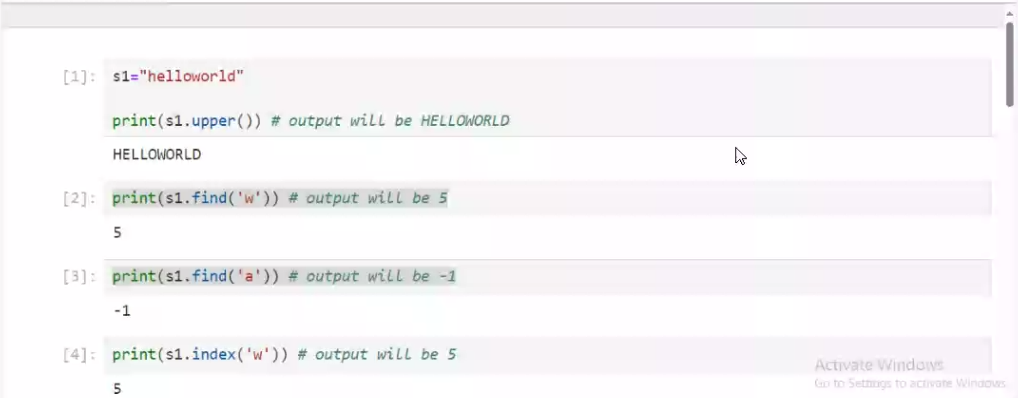 [1]: s1="helloworld"
print(s1.upper()) # output will be HELLOWORLD
HELLOWORLD
[2]: print(s1.find('w')) # output will be 5
5
[3]: print(s1.find('a')) # output will be -1
-1
[4]: print(s1.index('w')) # output will be 5
5
Activate Windows
Go to Settings to activate Windows.